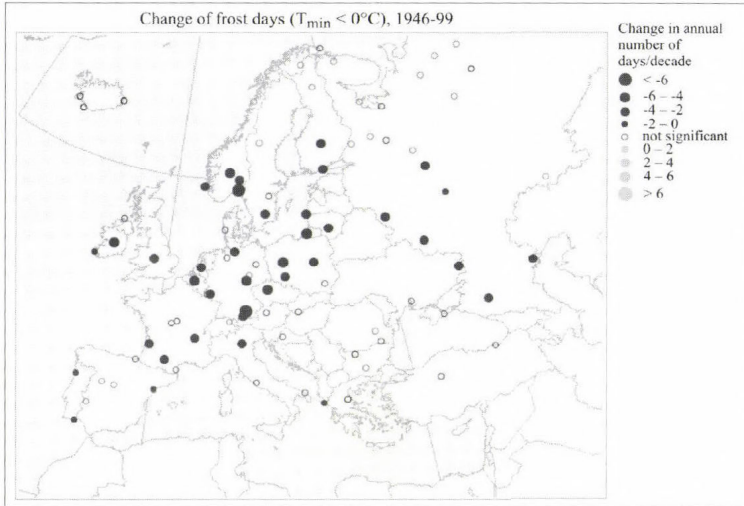 Change of frost days (Tmin < 0°C), 1946-99
Change in annual
number of
days/decade
< -6
-6 – -4
-4 – -2
-2 – 0
not significant
0 – 2
2 – 4
4 – 6
> 6